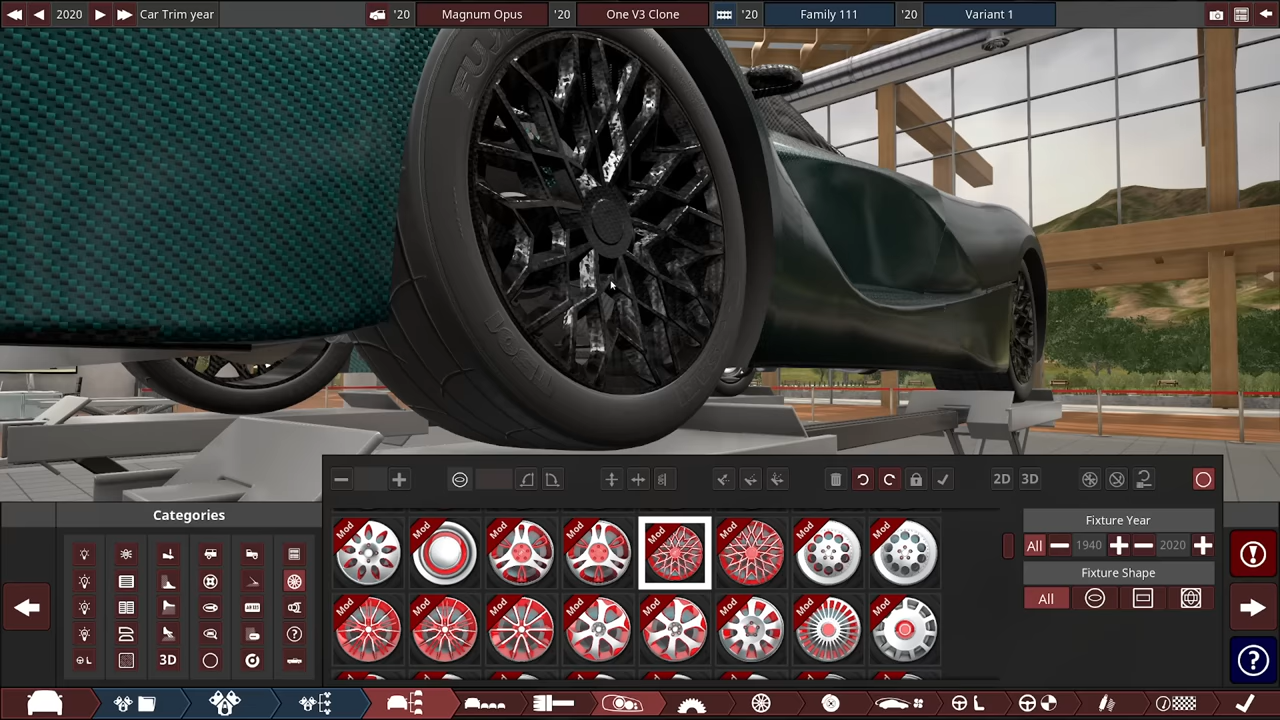 2020 Car Trim year '20 Magnum Opus '20 One V3 Clone '20 Family 111 '20 Variant 1
2D 3D
Categories
L
3D
?
Mod Mod Mod Mod Mod Mod Mod Mod
Mod Mod Mod Mod Mod Mod Mod Mod
Fixture Year
All 1940 2020
Fixture Shape
All
!
?